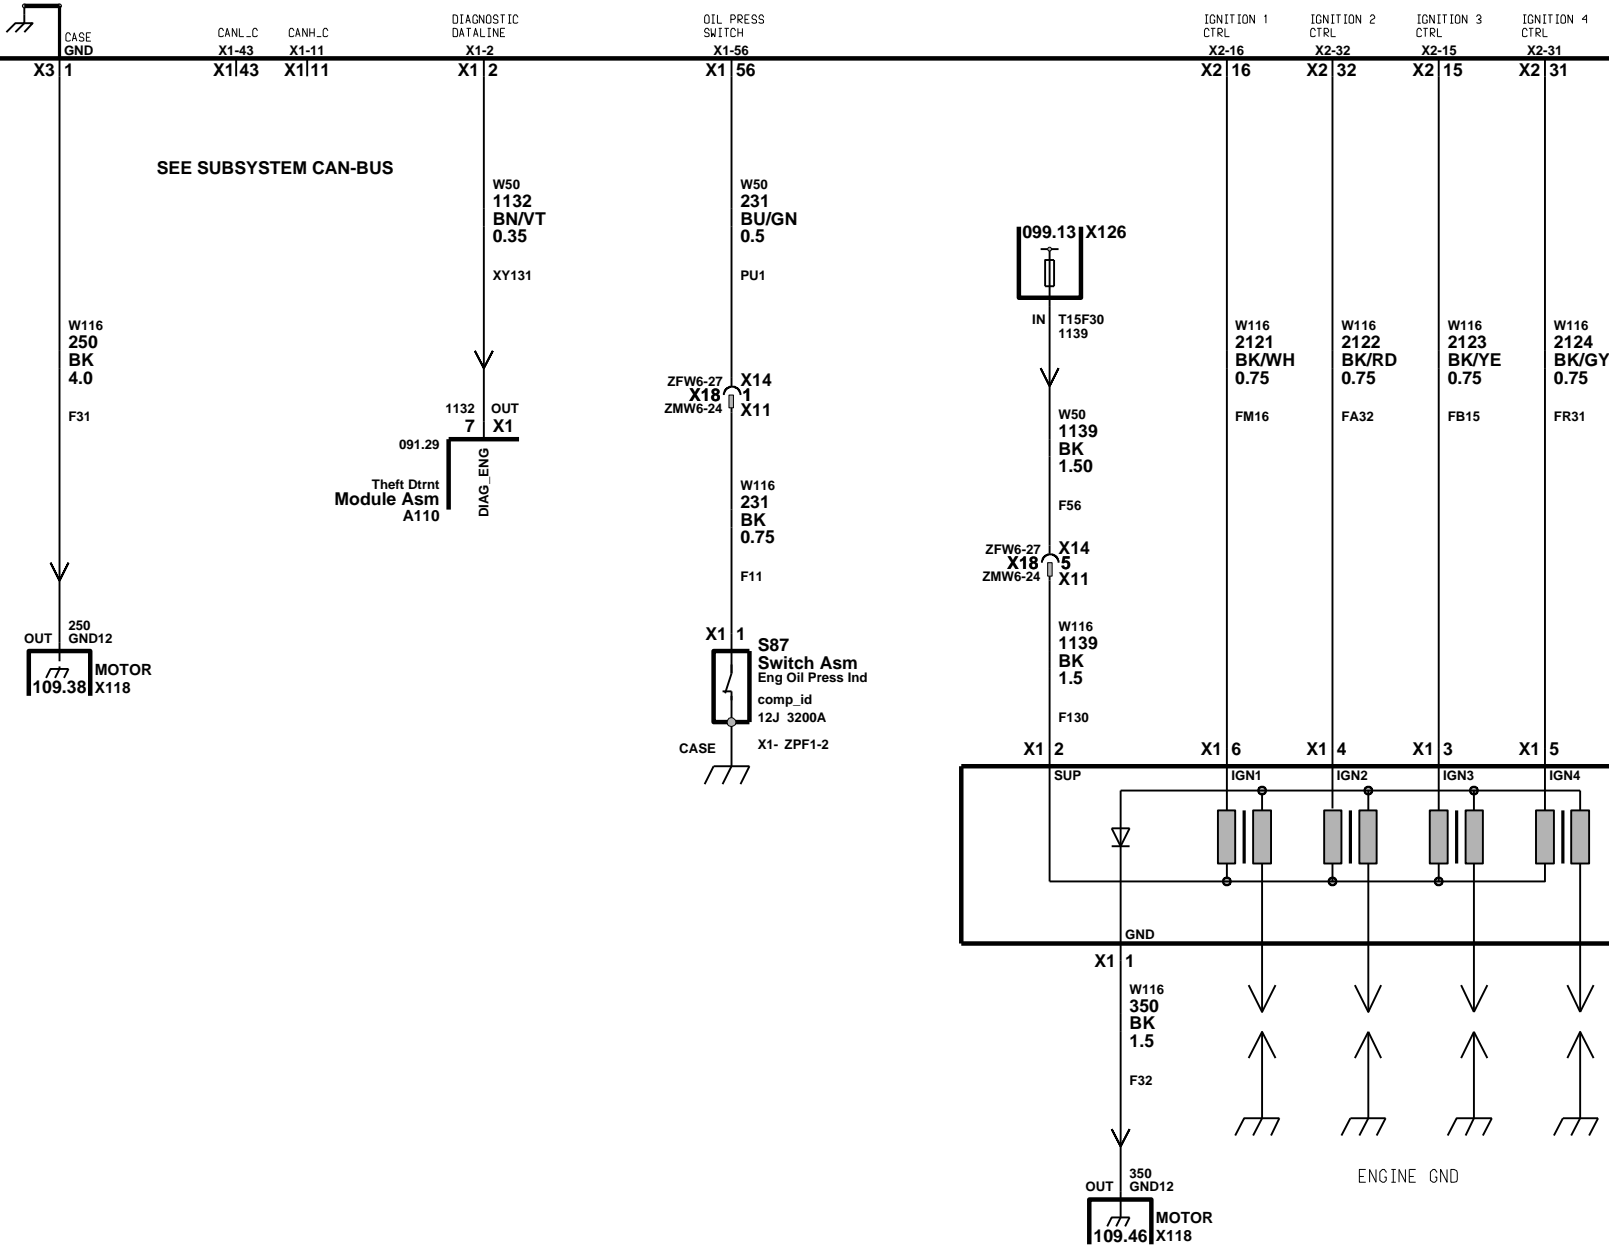 CASE
GND
X3 1
CANL_C
X1-43
X1 43
CANH_C
X1-11
X1 11
DIAGNOSTIC
DATALINE
X1-2
X1 2
OIL PRESS
SWITCH
X1-56
X1 56
IGNITION 1
CTRL
X2-16
X2 16
IGNITION 2
CTRL
X2-32
X2 32
IGNITION 3
CTRL
X2-15
X2 15
IGNITION 4
CTRL
X2-31
X2 31
SEE SUBSYSTEM CAN-BUS
W116
250
BK
4.0
F31
250
OUT GND12
MOTOR
109.38 X118
W50
1132
BN/VT
0.35
XY131
1132 OUT
7 X1
091.29
DIAG_ENG
Theft Dtrnt
Module Asm
A110
W50
231
BU/GN
0.5
PU1
ZFW6-27 X14
X18 1
ZMW6-24 X11
W116
231
BK
0.75
F11
X1 1
S87
Switch Asm
Eng Oil Press Ind
comp_id
12J 3200A
X1- ZPF1-2
CASE
099.13 X126
IN T15F30
1139
W50
1139
BK
1.50
F56
ZFW6-27 X14
X18 5
ZMW6-24 X11
W116
1139
BK
1.5
F130
X1 2
SUP
W116
2121
BK/WH
0.75
FM16
X1 6
IGN1
W116
2122
BK/RD
0.75
FA32
X1 4
IGN2
W116
2123
BK/YE
0.75
FB15
X1 3
IGN3
W116
2124
BK/GY
0.75
FR31
X1 5
IGN4
GND
X1 1
W116
350
BK
1.5
F32
350
OUT GND12
MOTOR
109.46 X118
ENGINE GND